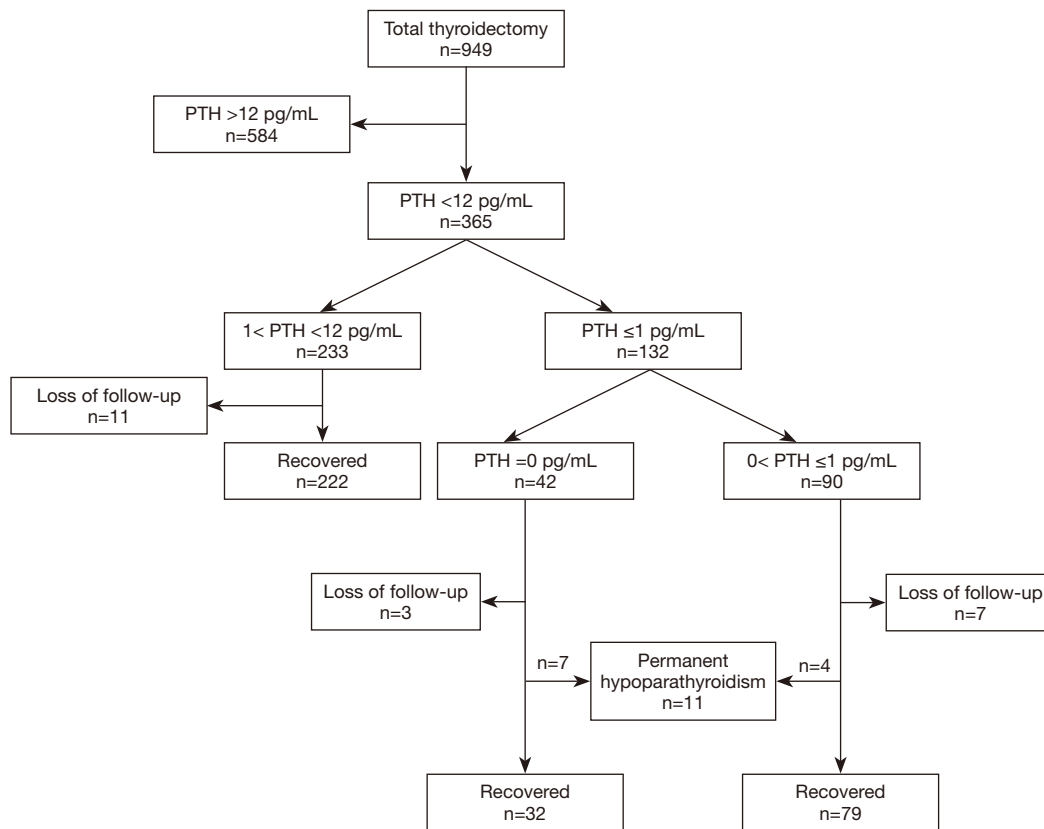 Total thyroidectomy
n=949
PTH >12 pg/mL
n=584
PTH <12 pg/mL
n=365
1< PTH <12 pg/mL
n=233
PTH ≤1 pg/mL
n=132
Loss of follow-up
n=11
Recovered
n=222
PTH =0 pg/mL
n=42
0< PTH ≤1 pg/mL
n=90
Loss of follow-up
n=3
Loss of follow-up
n=7
n=7
Permanent
hypoparathyroidism
n=11
n=4
Recovered
n=32
Recovered
n=79